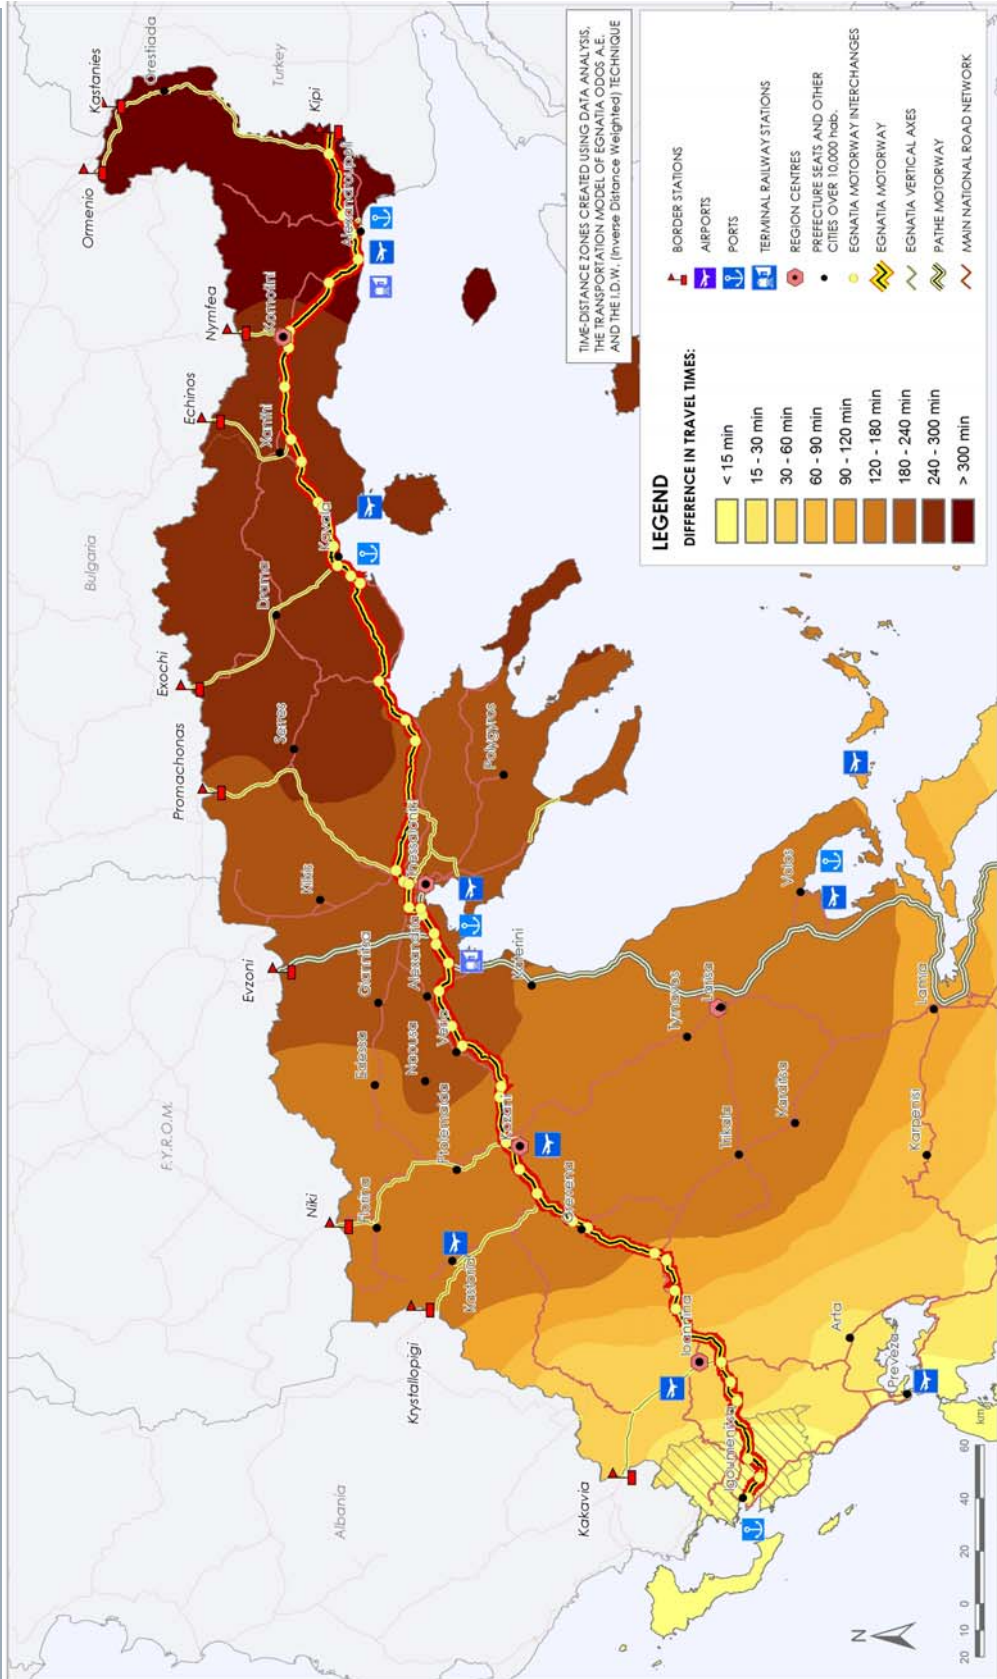 Ormenio
Kastanies
Orestiada
Turkey
Kipi
Alexandroupoli
Nymfea
Komotini
Echinos
Xanthi
Bulgaria
Kavala
Drama
Exochi
Serres
Promachonas
Polygyros
Thessaloniki
Kilkis
Evzoni
Giannitsa
Alexandria
Katerini
Volos
Edessa
Naousa
Veria
Tyrnavos
Larisa
Lamia
F.Y.R.O.M.
Ptolemaida
Kozani
Trikala
Karditsa
Karpenisi
Niki
Florina
Grevena
Kastoria
Krystallopigi
Ioannina
Arta
Preveza
Kakavia
Igoumenitsa
Albania
N
20 10 0 20 40 60
km
TIME-DISTANCE ZONES CREATED USING DATA ANALYSIS,
THE TRANSPORTATION MODEL OF EGNATIA ODOS A.E.
AND THE I.D.W. (Inverse Distance Weighted) TECHNIQUE
LEGEND
DIFFERENCE IN TRAVEL TIMES:
< 15 min
15 - 30 min
30 - 60 min
60 - 90 min
90 - 120 min
120 - 180 min
180 - 240 min
240 - 300 min
> 300 min
BORDER STATIONS
AIRPORTS
PORTS
TERMINAL RAILWAY STATIONS
REGION CENTRES
PREFECTURE SEATS AND OTHER
CITIES OVER 10,000 hab.
EGNATIA MOTORWAY INTERCHANGES
EGNATIA MOTORWAY
EGNATIA VERTICAL AXES
PATHE MOTORWAY
MAIN NATIONAL ROAD NETWORK